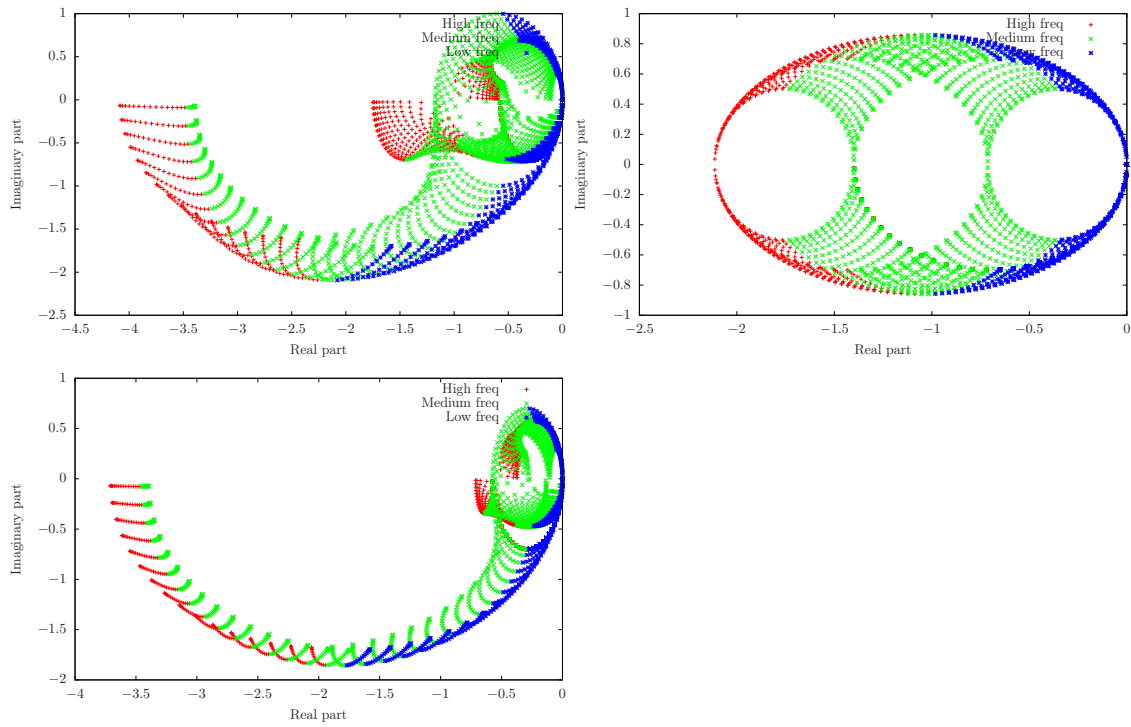 1
0.5
0
−0.5
−1
−1.5
−2
−2.5
−4.5 −4 −3.5 −3 −2.5 −2 −1.5 −1 −0.5 0
Imaginary part
Real part
High freq
Medium freq
Low freq
1
0.8
0.6
0.4
0.2
0
−0.2
−0.4
−0.6
−0.8
−1
−2.5 −2 −1.5 −1 −0.5 0
Imaginary part
Real part
High freq
Medium freq
Low freq
1
0.5
0
−0.5
−1
−1.5
−2
−4 −3.5 −3 −2.5 −2 −1.5 −1 −0.5 0
Imaginary part
Real part
High freq
Medium freq
Low freq